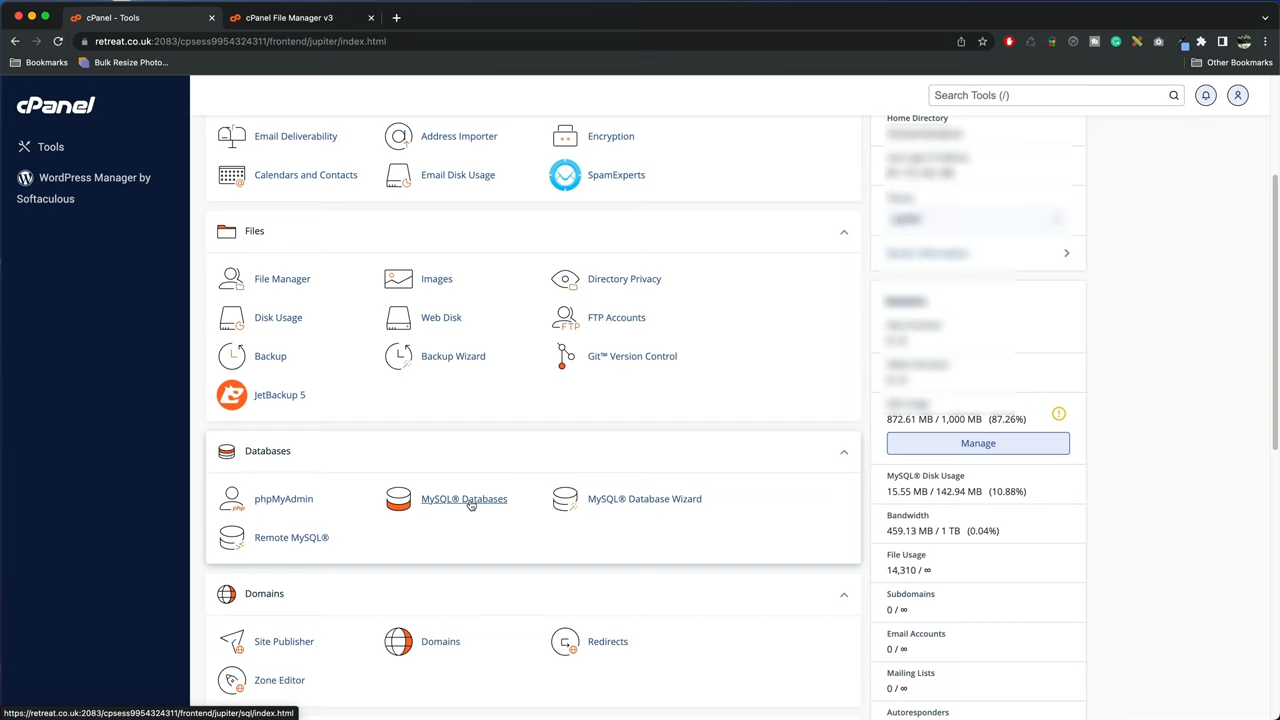 cPanel - Tools
cPanel File Manager v3
retreat.co.uk:2083/cpsess9954324311/frontend/jupiter/index.html
Bookmarks
Bulk Resize Photo...
Other Bookmarks
cPanel
Search Tools (/)
Tools
WordPress Manager by
Softaculous
Email Deliverability
Address Importer
Encryption
Calendars and Contacts
Email Disk Usage
SpamExperts
Files
File Manager
Images
Directory Privacy
Disk Usage
Web Disk
FTP
FTP Accounts
Backup
Backup Wizard
Git™ Version Control
JetBackup 5
Databases
php
phpMyAdmin
MySQL® Databases
MySQL® Database Wizard
Remote MySQL®
Domains
Site Publisher
Domains
Redirects
Zone Editor
Home Directory
872.61 MB / 1,000 MB (87.26%)
Manage
MySQL® Disk Usage
15.55 MB / 142.94 MB (10.88%)
Bandwidth
459.13 MB / 1 TB (0.04%)
File Usage
14,310 / ∞
Subdomains
0 / ∞
Email Accounts
0 / ∞
Mailing Lists
0 / ∞
Autoresponders
https://retreat.co.uk:2083/cpsess9954324311/frontend/jupiter/sql/index.html